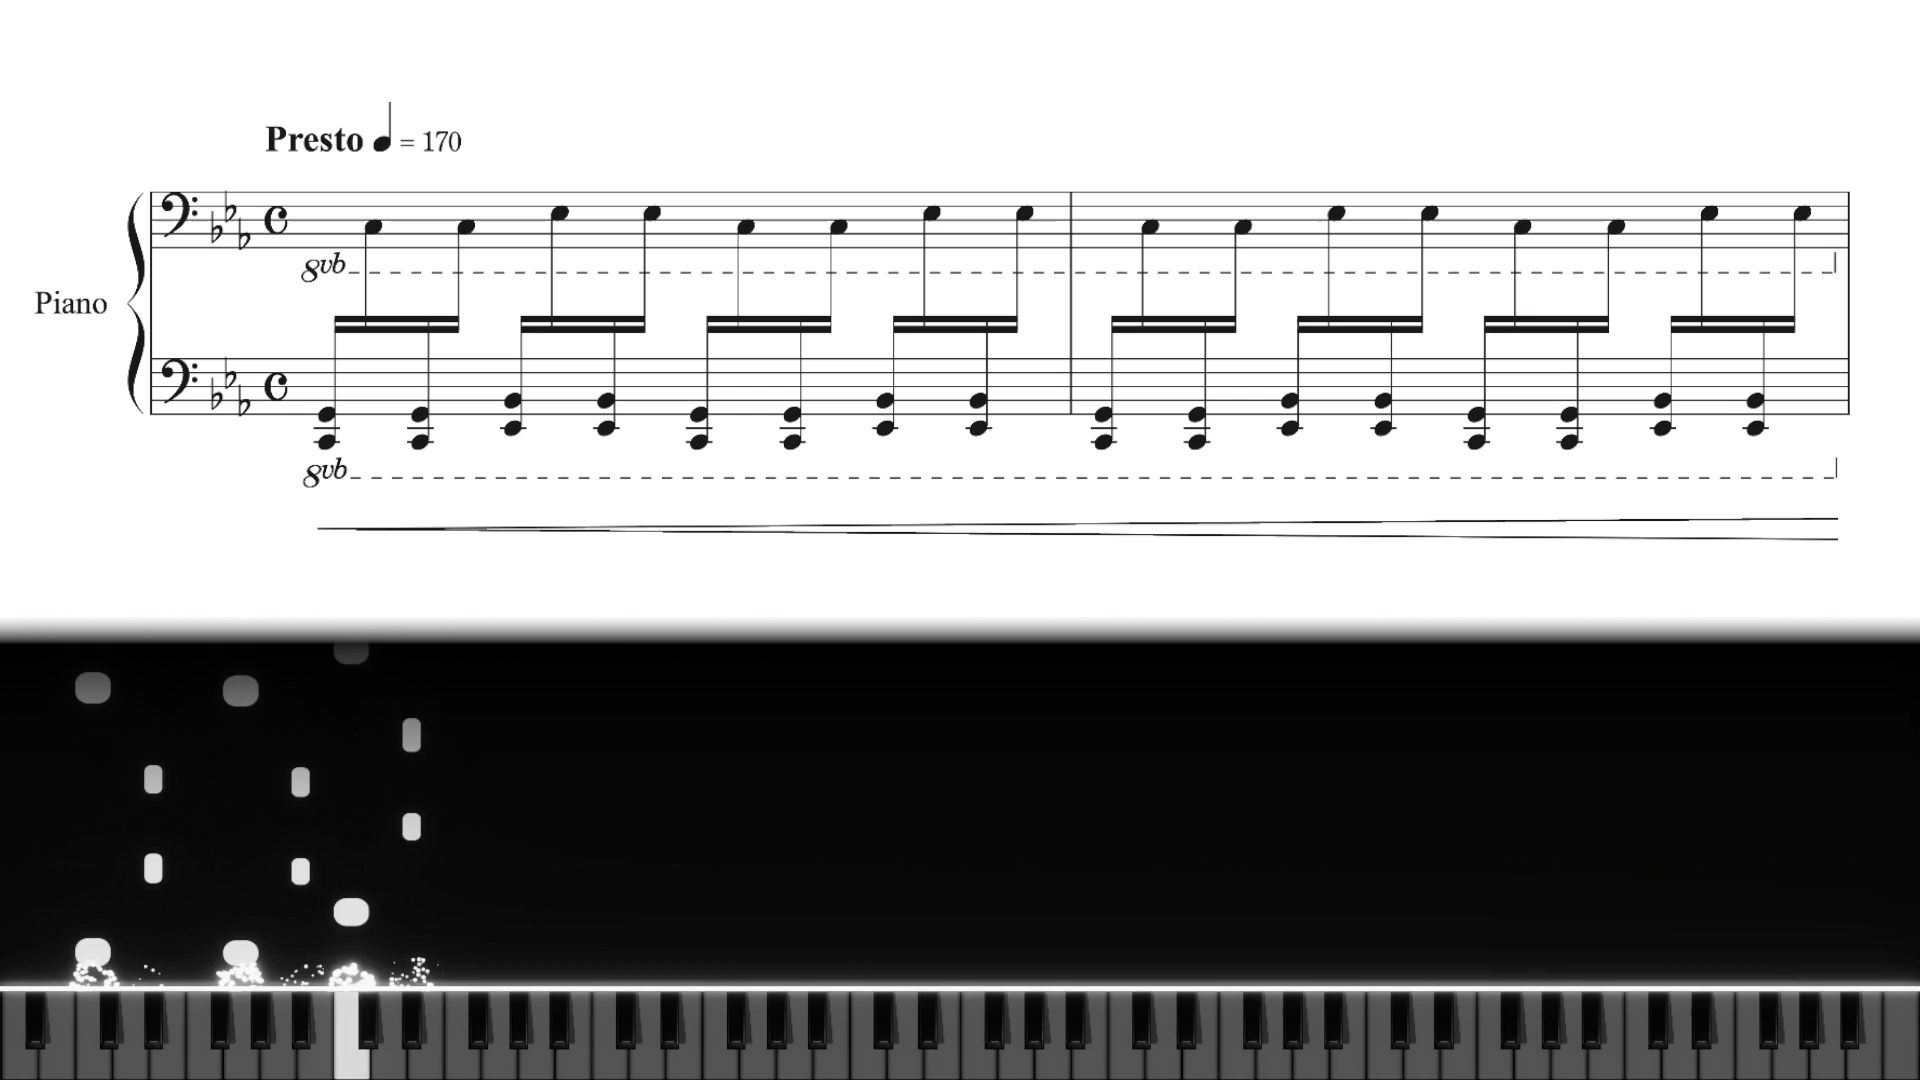 Presto ♩ = 170
8vb
Piano
8vb